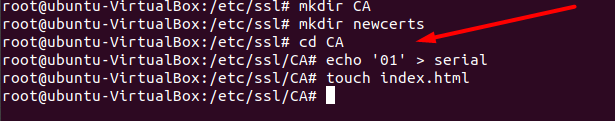 root@ubuntu-VirtualBox:/etc/ssl# mkdir CA
root@ubuntu-VirtualBox:/etc/ssl# mkdir newcerts
root@ubuntu-VirtualBox:/etc/ssl# cd CA
root@ubuntu-VirtualBox:/etc/ssl/CA# echo '01' > serial
root@ubuntu-VirtualBox:/etc/ssl/CA# touch index.html
root@ubuntu-VirtualBox:/etc/ssl/CA#